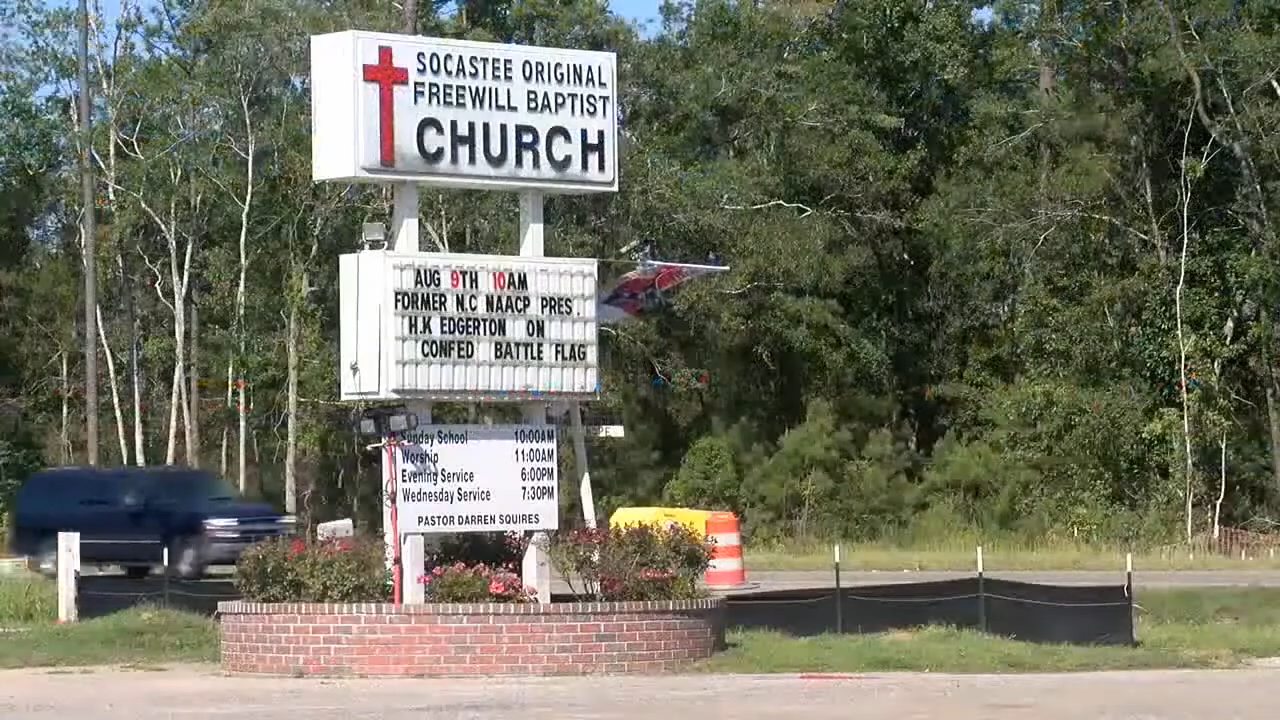 SOCASTEE ORIGINAL
FREEWILL BAPTIST
CHURCH
AUG 9TH 10AM
FORMER N.C NAACP PRES.
H.K EDGERTON ON
CONFED BATTLE FLAG
Sunday School 10:00AM
Worship 11:00AM
Evening Service 6:00PM
Wednesday Service 7:30PM
PASTOR DARREN SQUIRES